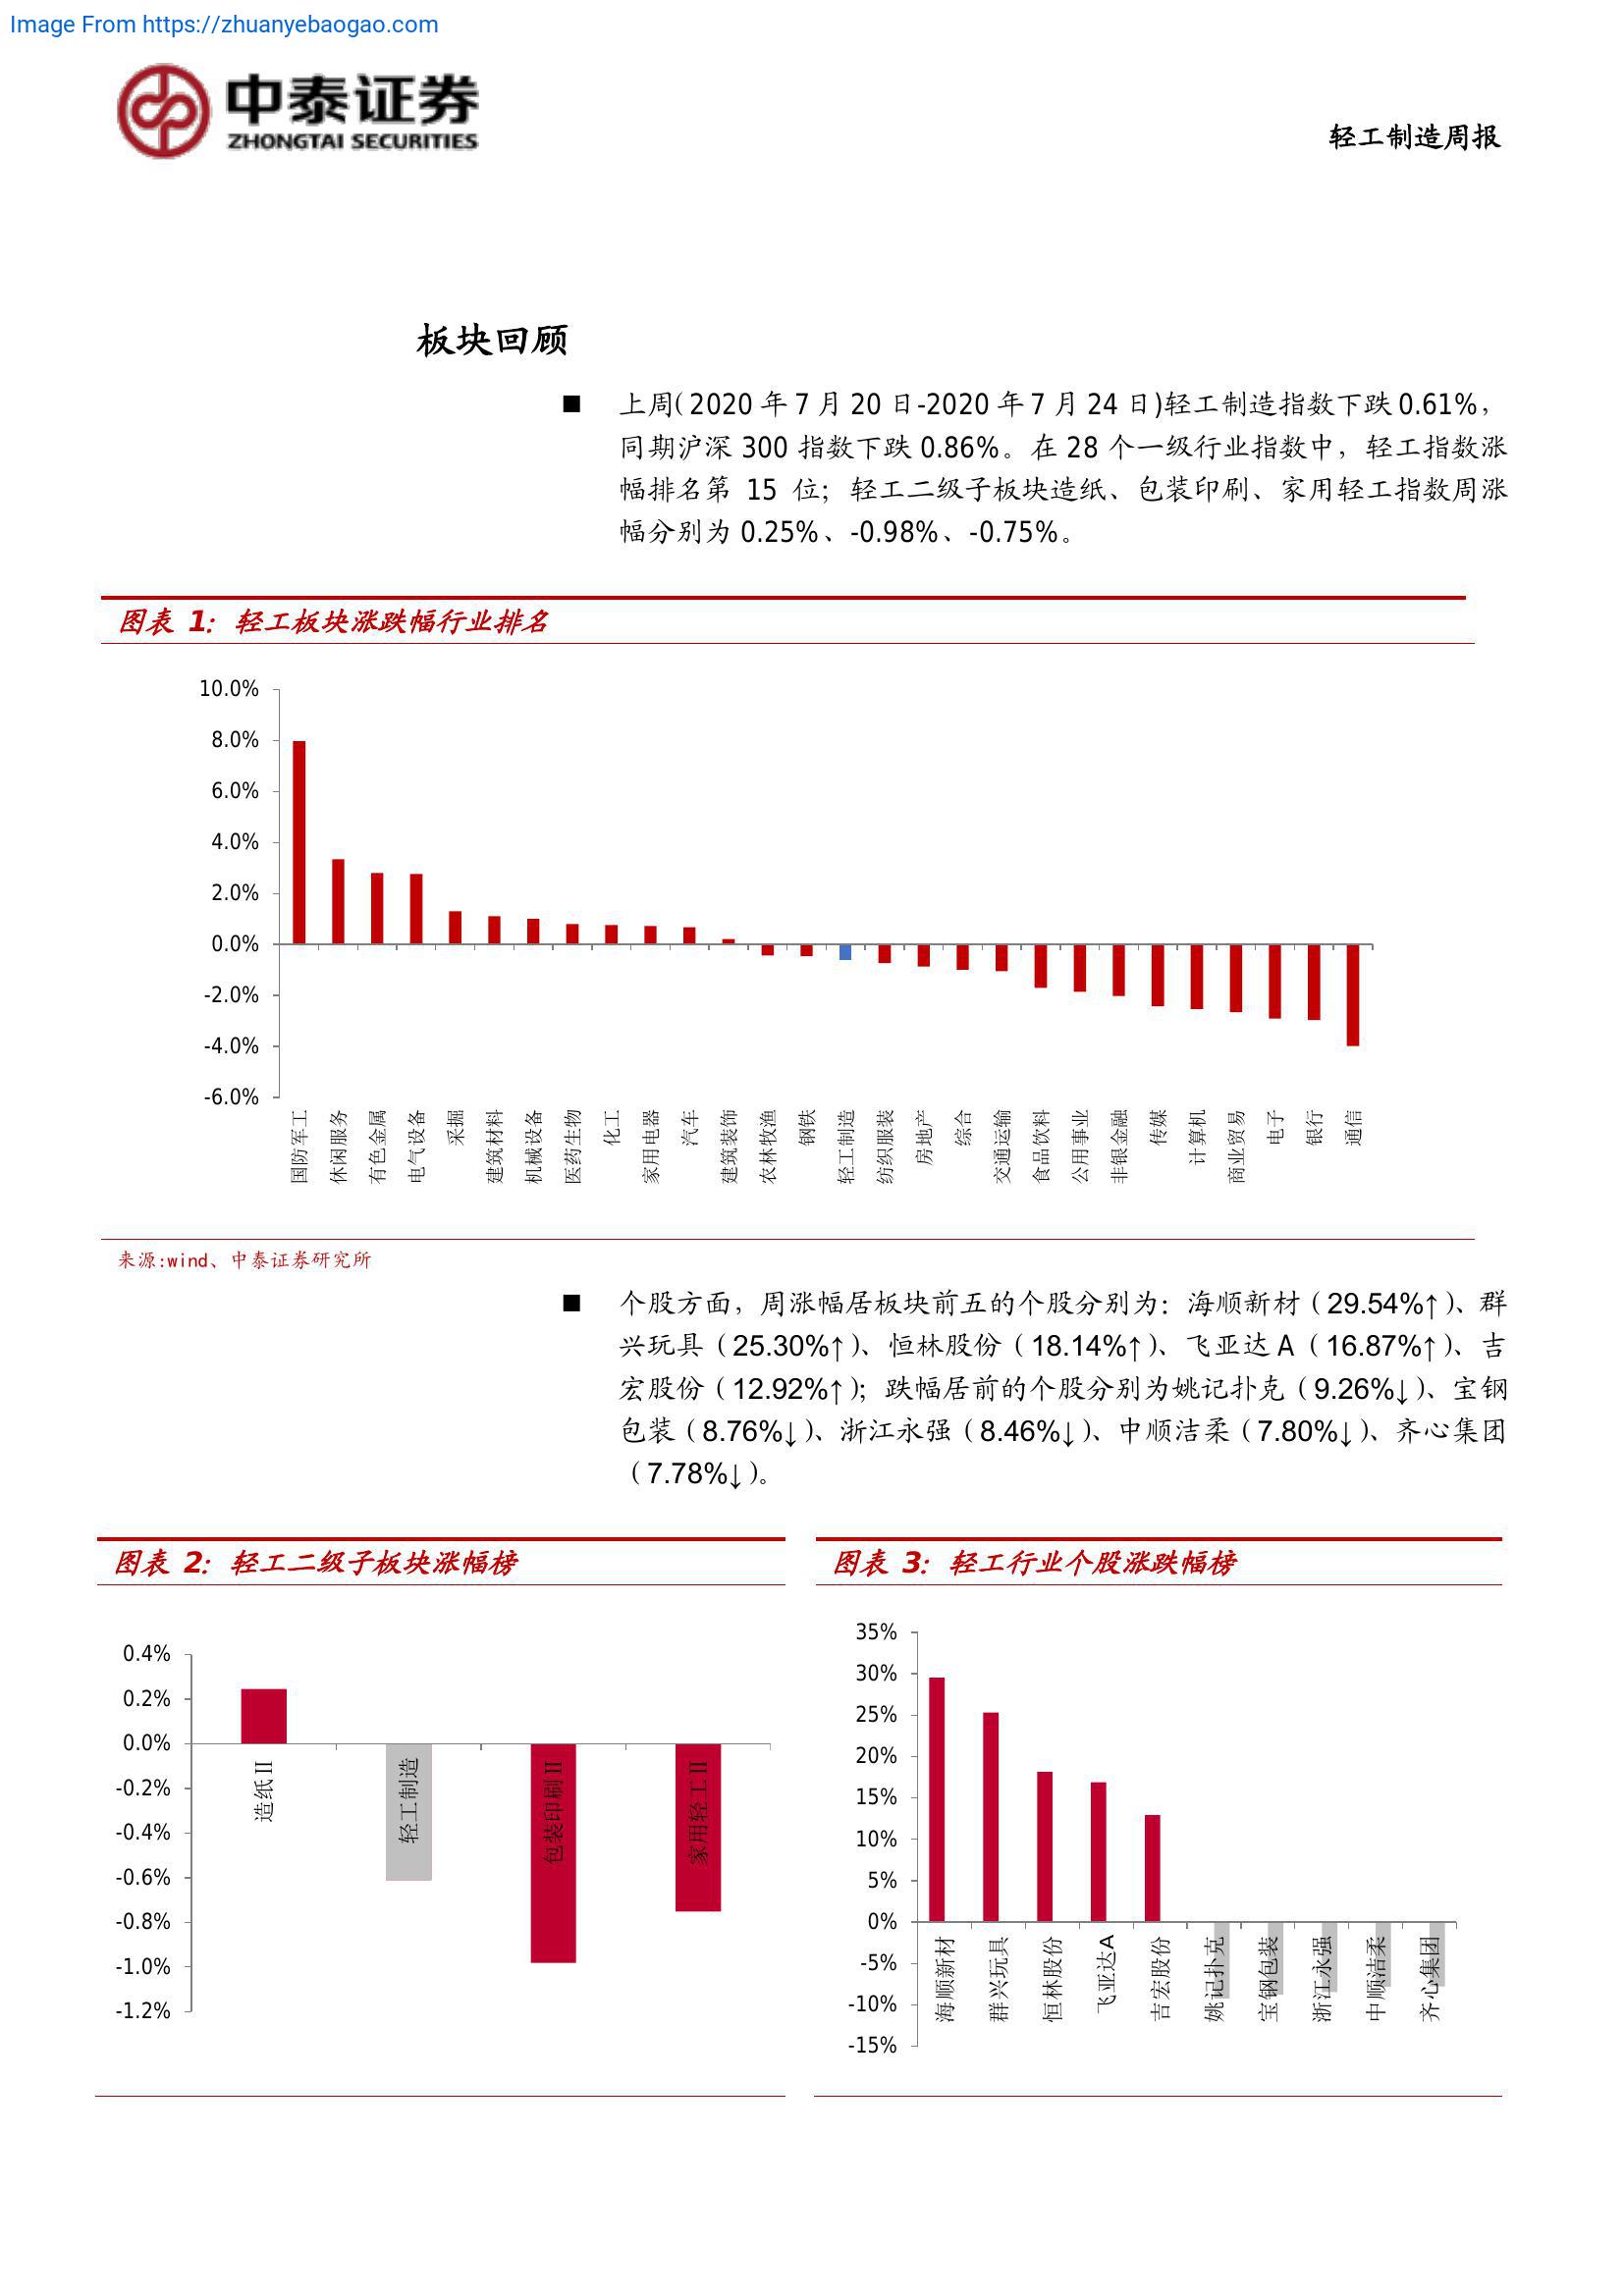 Image From https://zhuanyebaogao.com
中泰证券
ZHONGTAI SECURITIES
轻工制造周报
板块回顾
■ 上周(2020 年 7 月 20 日-2020 年 7 月 24 日)轻工制造指数下跌 0.61%，
同期沪深 300 指数下跌 0.86%。在 28 个一级行业指数中，轻工指数涨
幅排名第 15 位；轻工二级子板块造纸、包装印刷、家用轻工指数周涨
幅分别为 0.25%、-0.98%、-0.75%。
图表 1：轻工板块涨跌幅行业排名
10.0%
8.0%
6.0%
4.0%
2.0%
0.0%
-2.0%
-4.0%
-6.0%
国防军工
休闲服务
有色金属
电气设备
采掘
建筑材料
机械设备
医药生物
化工
家用电器
汽车
建筑装饰
农林牧渔
钢铁
轻工制造
纺织服装
房地产
综合
交通运输
食品饮料
公用事业
非银金融
传媒
计算机
商业贸易
电子
银行
通信
来源:wind、中泰证券研究所
■ 个股方面，周涨幅居板块前五的个股分别为：海顺新材（29.54%↑）、群
兴玩具（25.30%↑）、恒林股份（18.14%↑）、飞亚达 A（16.87%↑）、吉
宏股份（12.92%↑）；跌幅居前的个股分别为姚记扑克（9.26%↓）、宝钢
包装（8.76%↓）、浙江永强（8.46%↓）、中顺洁柔（7.80%↓）、齐心集团
（7.78%↓）。
图表 2：轻工二级子板块涨幅榜
0.4%
0.2%
0.0%
-0.2%
-0.4%
-0.6%
-0.8%
-1.0%
-1.2%
造纸Ⅱ
轻工制造
包装印刷Ⅱ
家用轻工Ⅱ
图表 3：轻工行业个股涨跌幅榜
35%
30%
25%
20%
15%
10%
5%
0%
-5%
-10%
-15%
海顺新材
群兴玩具
恒林股份
飞亚达A
吉宏股份
姚记扑克
宝钢包装
浙江永强
中顺洁柔
齐心集团